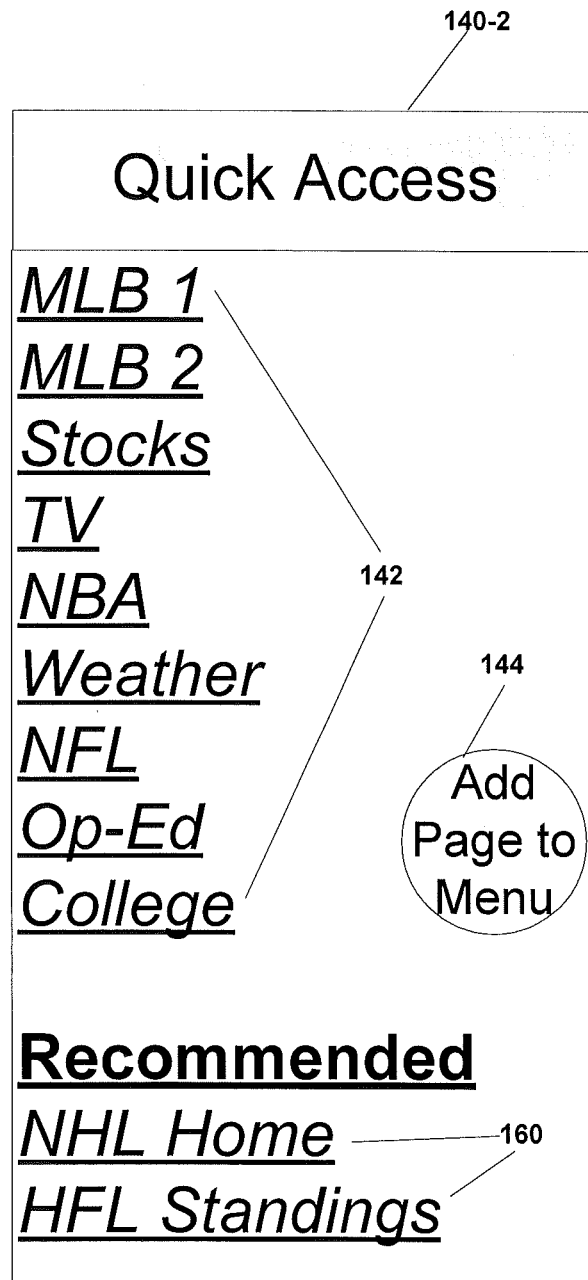 140-2
Quick Access
MLB 1
MLB 2
Stocks
TV
NBA
142
Weather
144
NFL
Add
Page to
Menu
Op-Ed
College
Recommended
NHL Home
160
HFL Standings